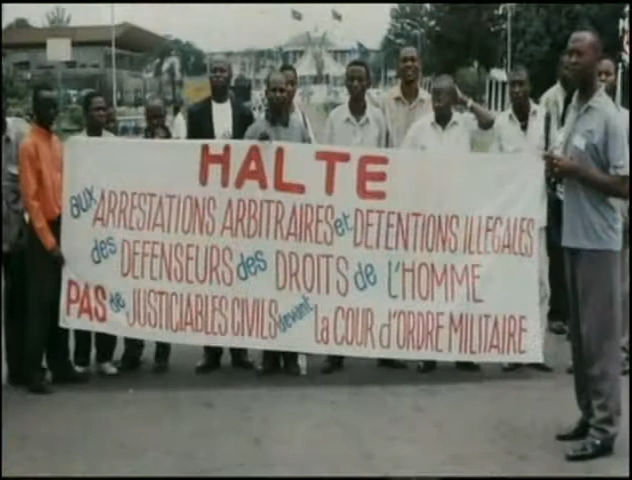 HALTE
aux ARRESTATIONS ARBITRAIRES et DETENTIONS ILLEGALES
des DEFENSEURS des DROITS de L'HOMME
PAS de JUSTICIABLES CIVILS devant la COUR d'ORDRE MILITAIRE